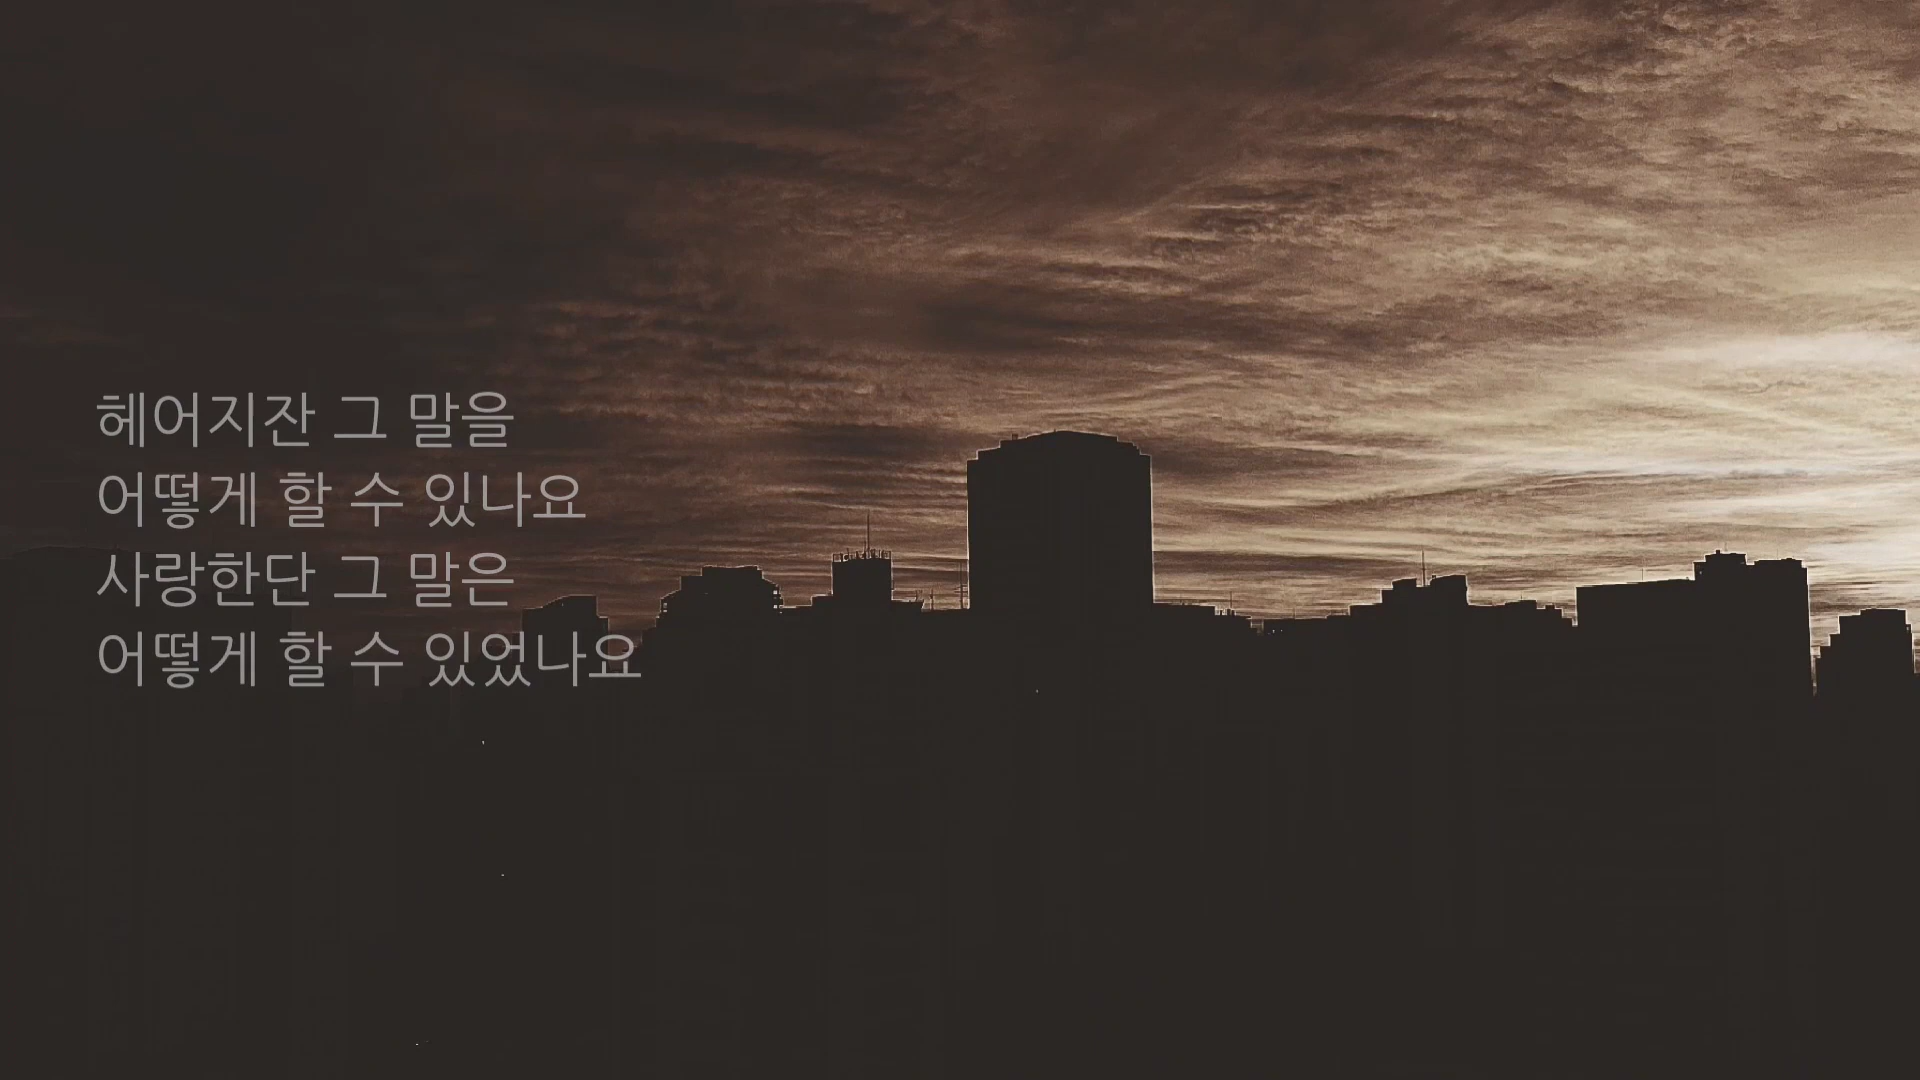 헤어지잔 그 말을
어떻게 할 수 있나요
사랑한단 그 말은
어떻게 할 수 있었나요